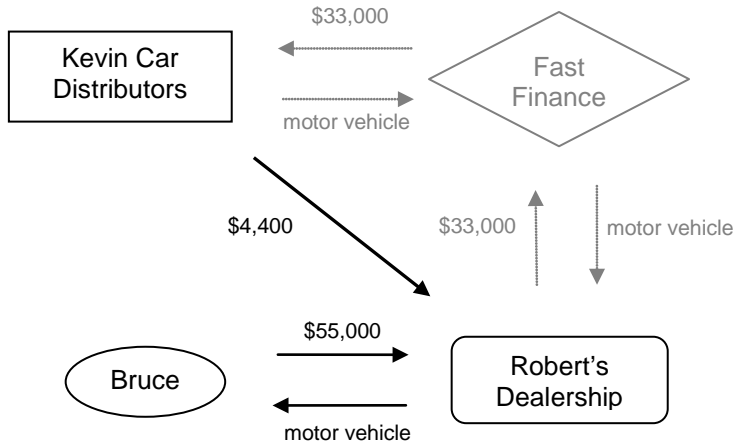 $33,000
Kevin Car
Distributors
Fast
Finance
motor vehicle
$4,400
$33,000
motor vehicle
$55,000
Bruce
Robert's
Dealership
motor vehicle